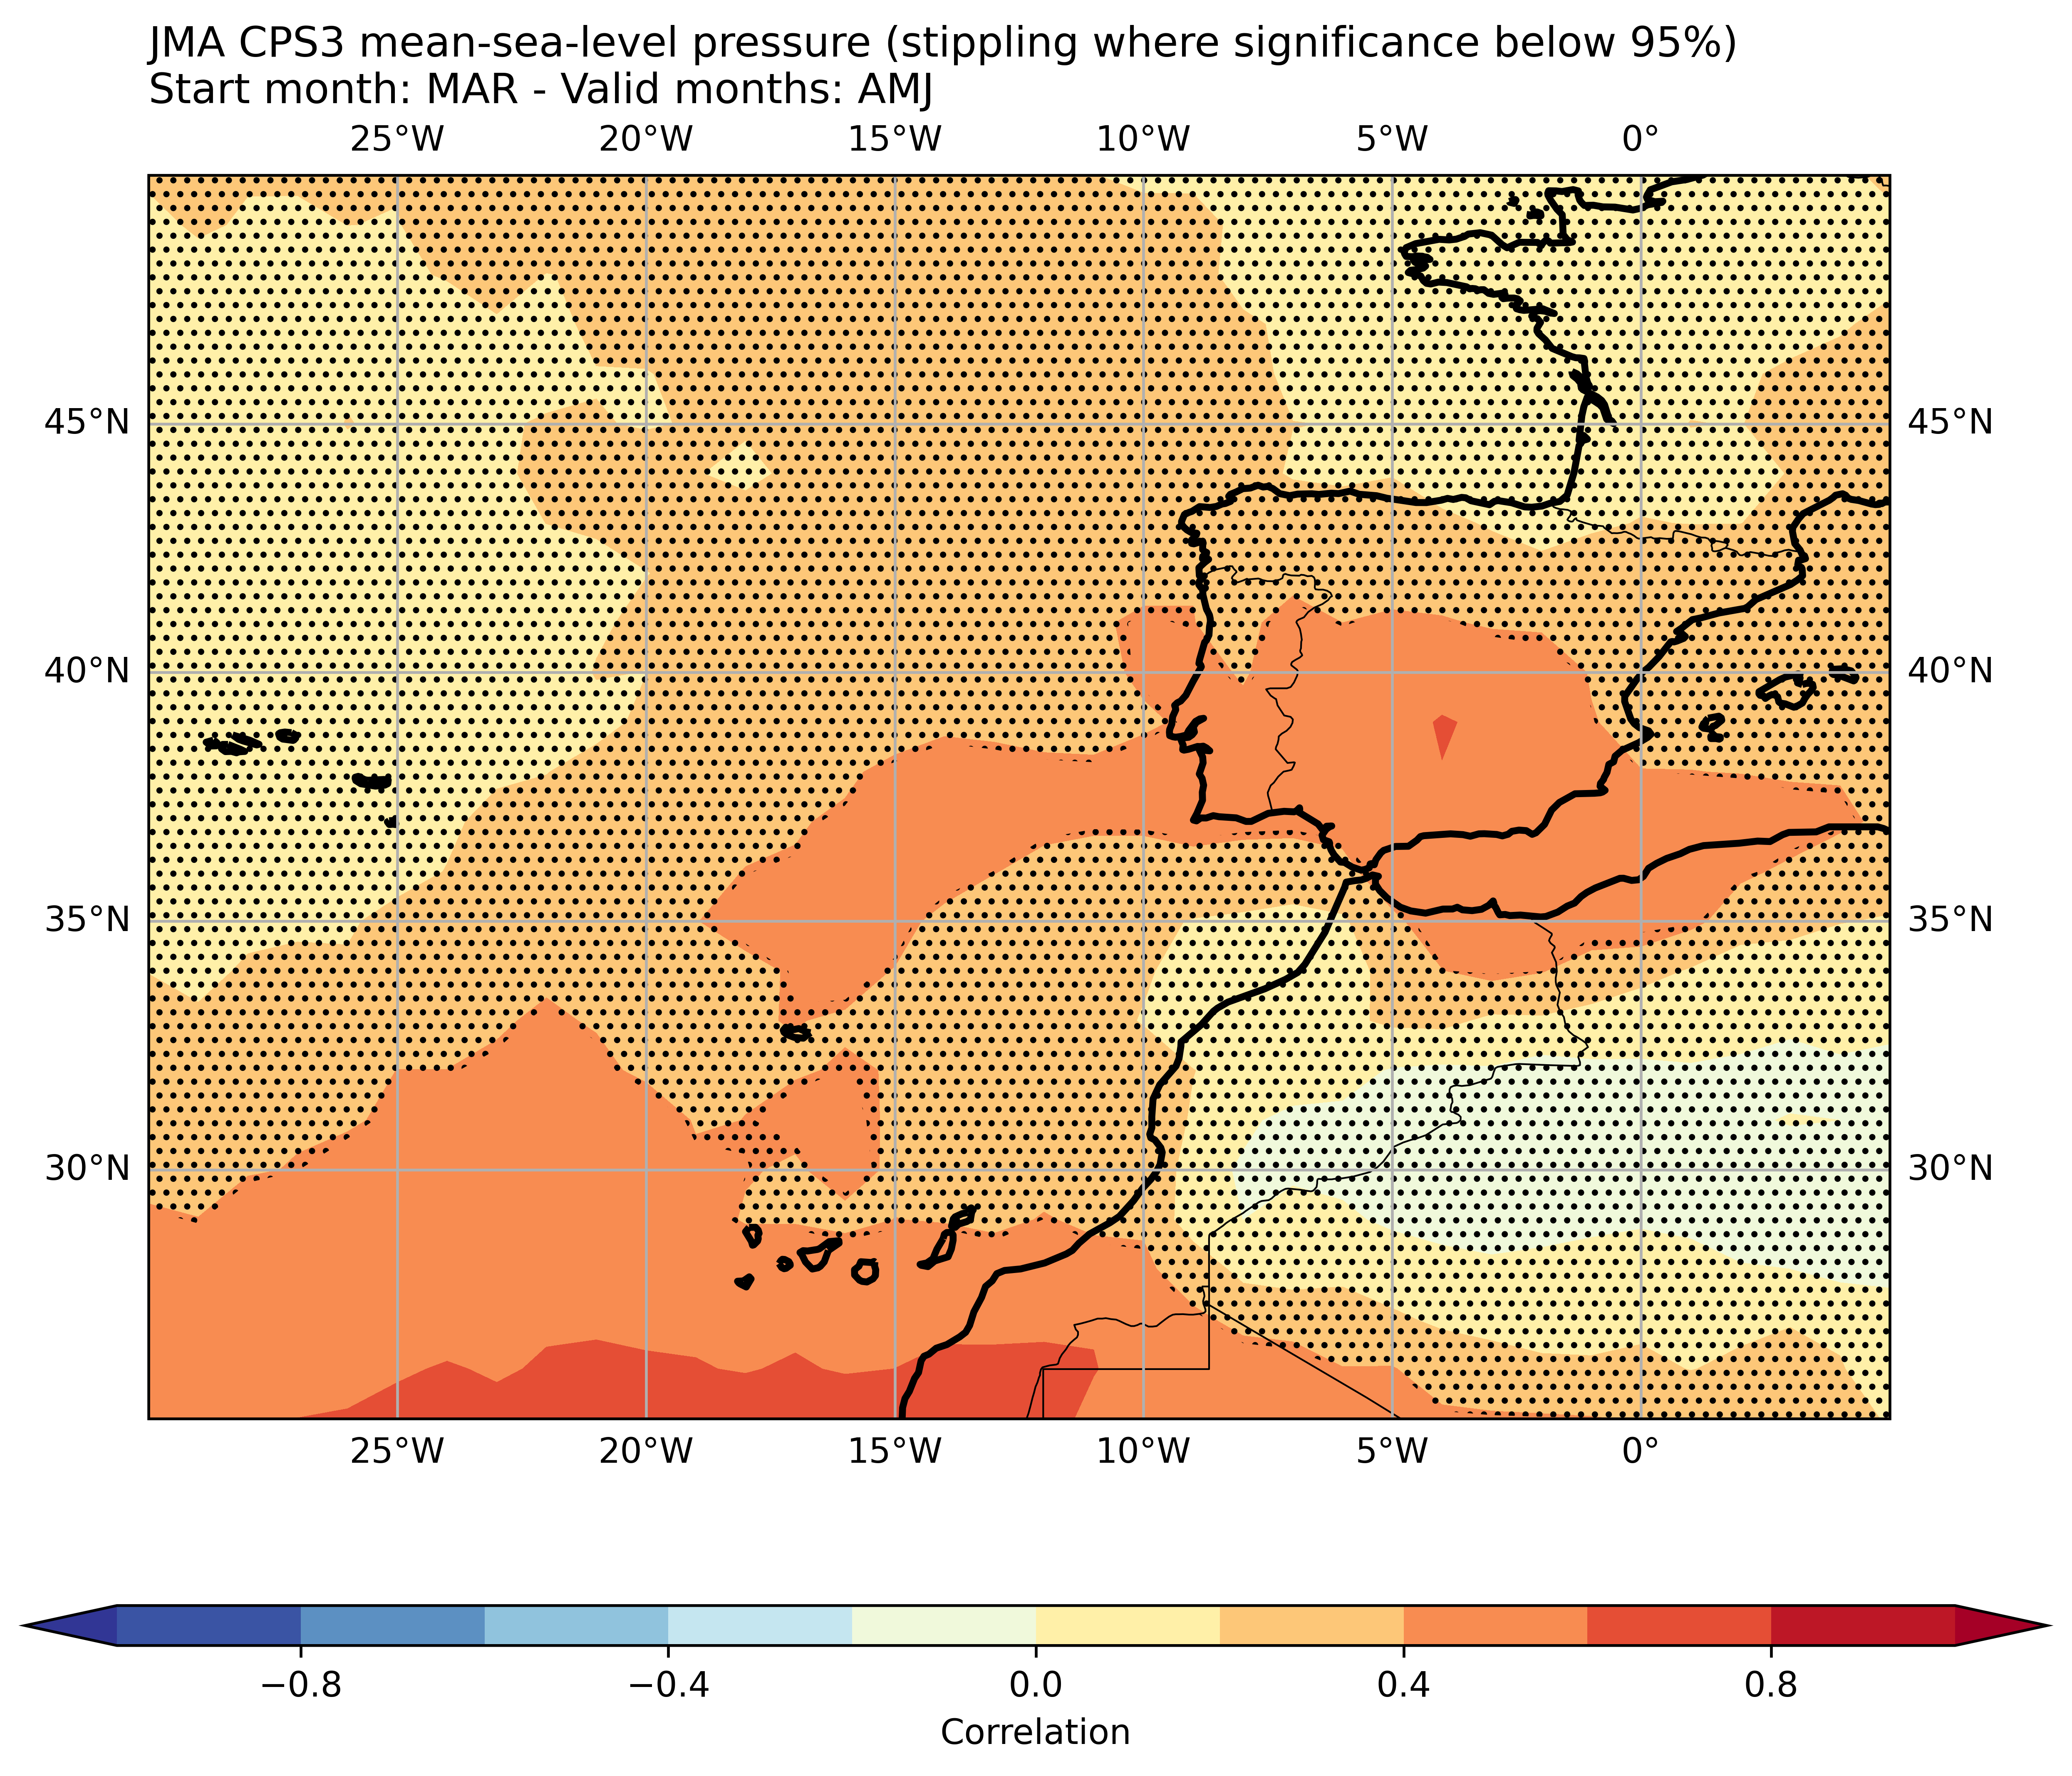 JMA CPS3 mean-sea-level pressure (stippling where significance below 95%)
Start month: MAR - Valid months: AMJ
25°W 20°W 15°W 10°W 5°W 0°
45°N 45°N
40°N 40°N
35°N 35°N
30°N 30°N
25°W 20°W 15°W 10°W 5°W 0°
−0.8 −0.4 0.0 0.4 0.8
Correlation